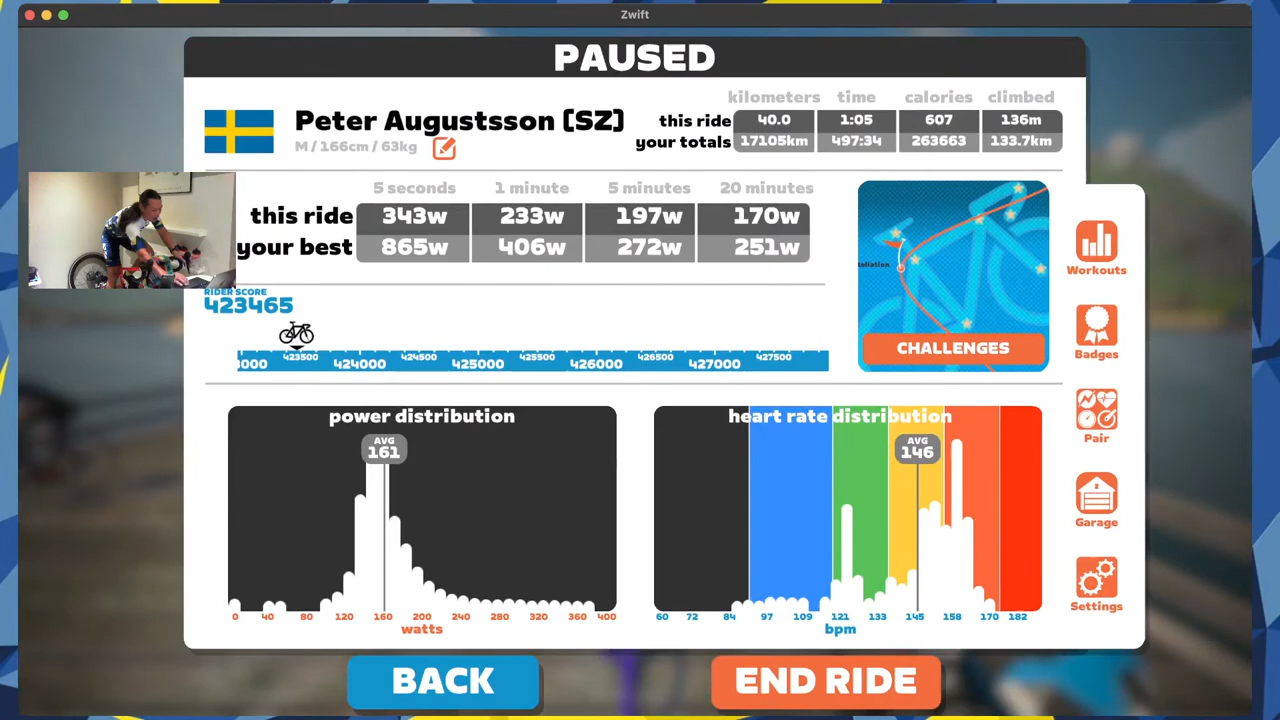 Zwift
PAUSED
Peter Augustsson (SZ)
M / 166cm / 63kg
kilometers time calories climbed
this ride 40.0 1:05 607 136m
your totals 17105km 497:34 263663 133.7km
5 seconds 1 minute 5 minutes 20 minutes
this ride 343w 233w 197w 170w
your best 865w 406w 272w 251w
RIDER SCORE
423465
423500 424500 425500 426500 427500
424000 425000 426000 427000
CHALLENGES
Workouts
Badges
Pair
Garage
Settings
power distribution
AVG
161
0 40 80 120 160 200 240 280 320 360 400
watts
heart rate distribution
AVG
146
60 72 84 97 109 121 133 145 158 170 182
bpm
BACK
END RIDE